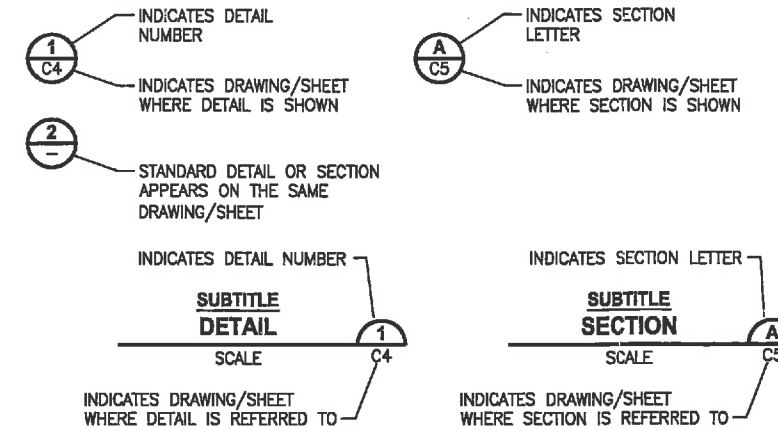 INDICATES DETAIL
NUMBER
1
C4
INDICATES DRAWING/SHEET
WHERE DETAIL IS SHOWN
INDICATES SECTION
LETTER
A
C5
INDICATES DRAWING/SHEET
WHERE SECTION IS SHOWN
2
–
STANDARD DETAIL OR SECTION
APPEARS ON THE SAME
DRAWING/SHEET
INDICATES DETAIL NUMBER
SUBTITLE
DETAIL
1
SCALE
C4
INDICATES DRAWING/SHEET
WHERE DETAIL IS REFERRED TO
INDICATES SECTION LETTER
SUBTITLE
SECTION
A
SCALE
C5
INDICATES DRAWING/SHEET
WHERE SECTION IS REFERRED TO